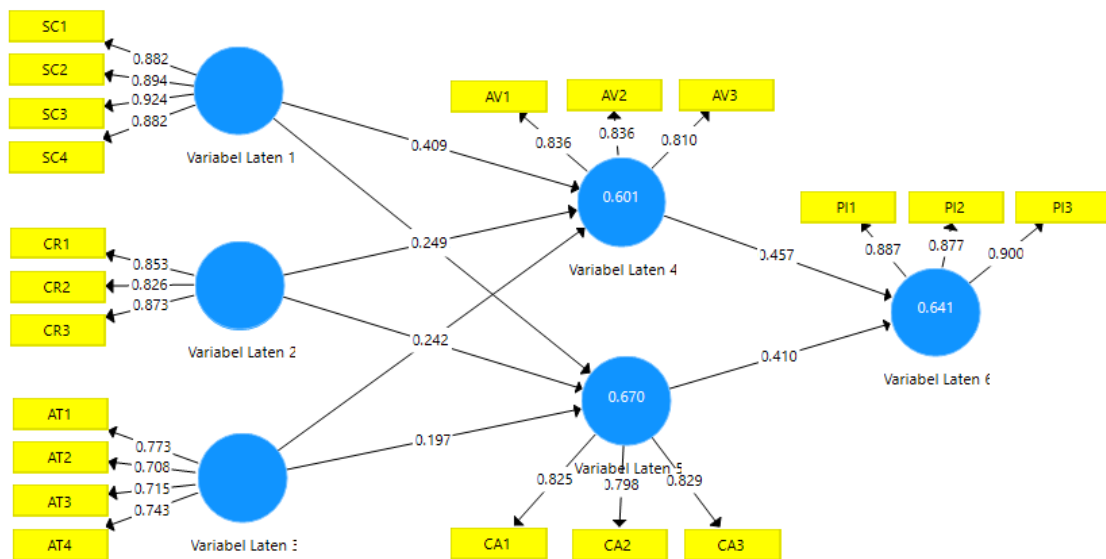 SC1
SC2
SC3
SC4
0.882
0.894
0.924
0.882
Variabel Laten 1
CR1
CR2
CR3
0.853
0.826
0.873
Variabel Laten 2
AT1
AT2
AT3
AT4
0.773
0.708
0.715
0.743
Variabel Laten 3
0.409
0.249
0.242
0.197
AV1
AV2
AV3
0.836
0.836
0.810
0.601
Variabel Laten 4
0.670
Variabel Laten 5
0.825
0.798
0.829
CA1
CA2
CA3
0.457
0.410
PI1
PI2
PI3
0.887
0.877
0.900
0.641
Variabel Laten 6